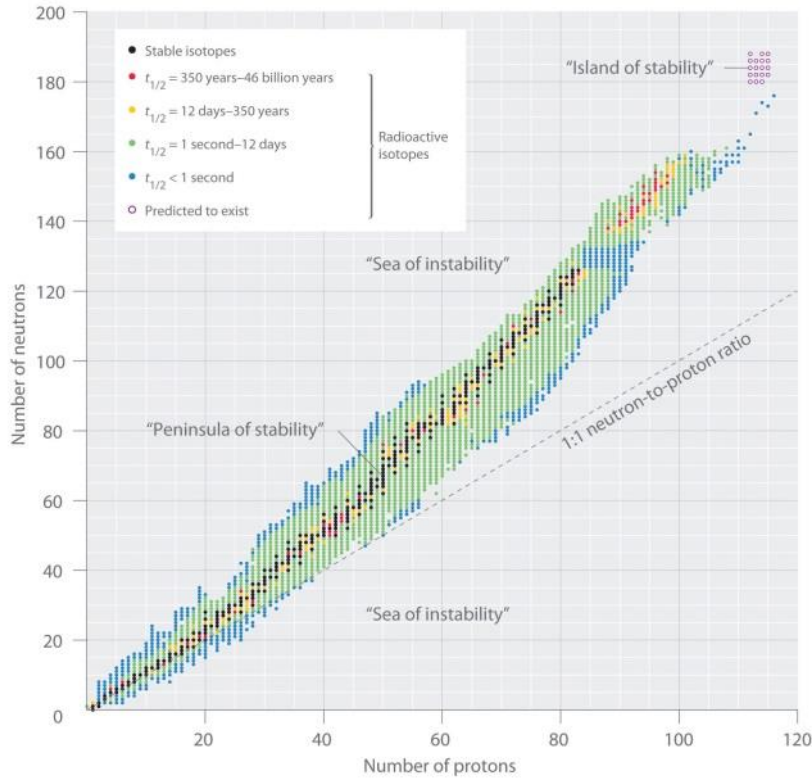 200
180
160
140
120
100
80
60
40
20
0
Number of neutrons
Stable isotopes
t1/2 = 350 years–46 billion years
t1/2 = 12 days–350 years
t1/2 = 1 second–12 days
t1/2 < 1 second
Predicted to exist
Radioactive
isotopes
“Island of stability”
“Sea of instability”
“Peninsula of stability”
1:1 neutron-to-proton ratio
“Sea of instability”
20
40
60
80
100
120
Number of protons